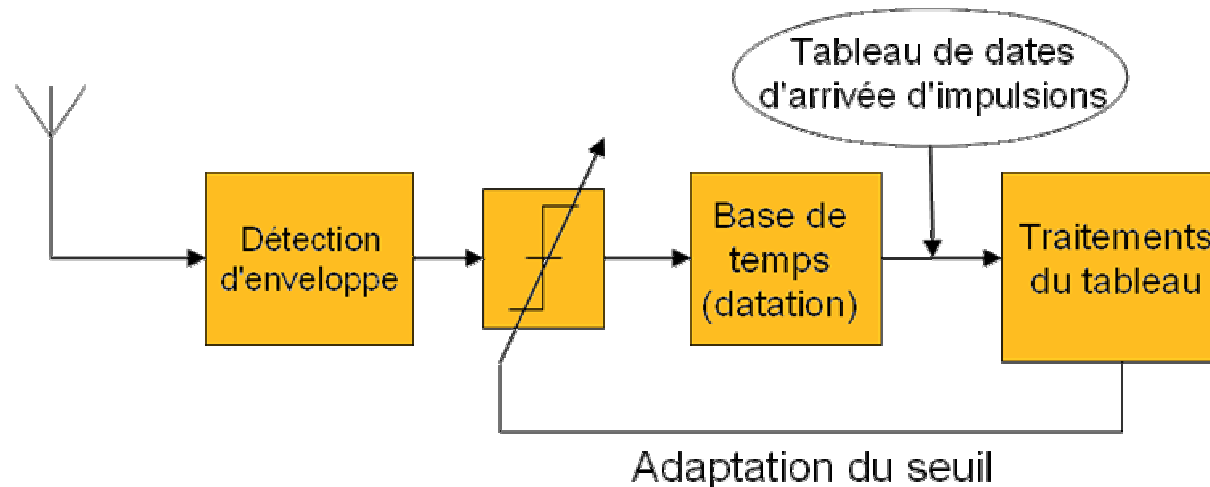 Tableau de dates
d'arrivée d'impulsions
Détection
d'enveloppe
Base de
temps
(datation)
Traitements
du tableau
Adaptation du seuil